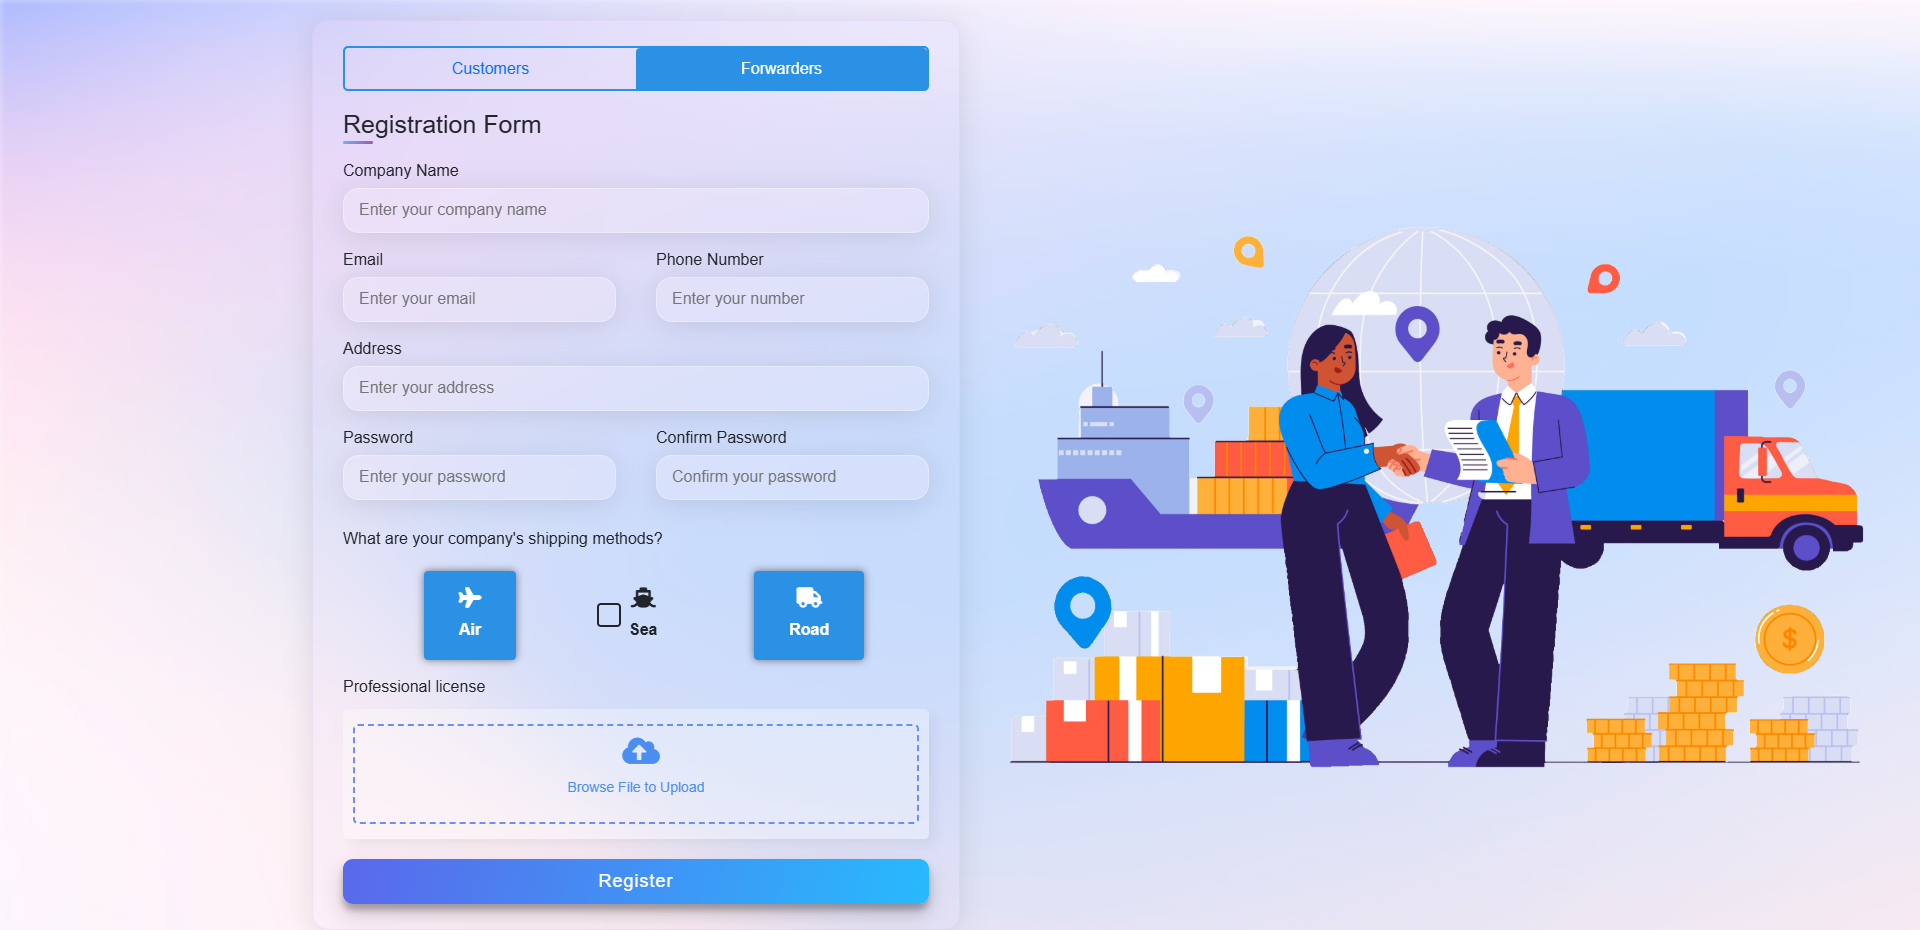 Customers
Forwarders
Registration Form
Company Name
Enter your company name
Email
Phone Number
Enter your email
Enter your number
Address
Enter your address
Password
Confirm Password
Enter your password
Confirm your password
What are your company's shipping methods?
Air
Sea
Road
Professional license
Browse File to Upload
Register
$